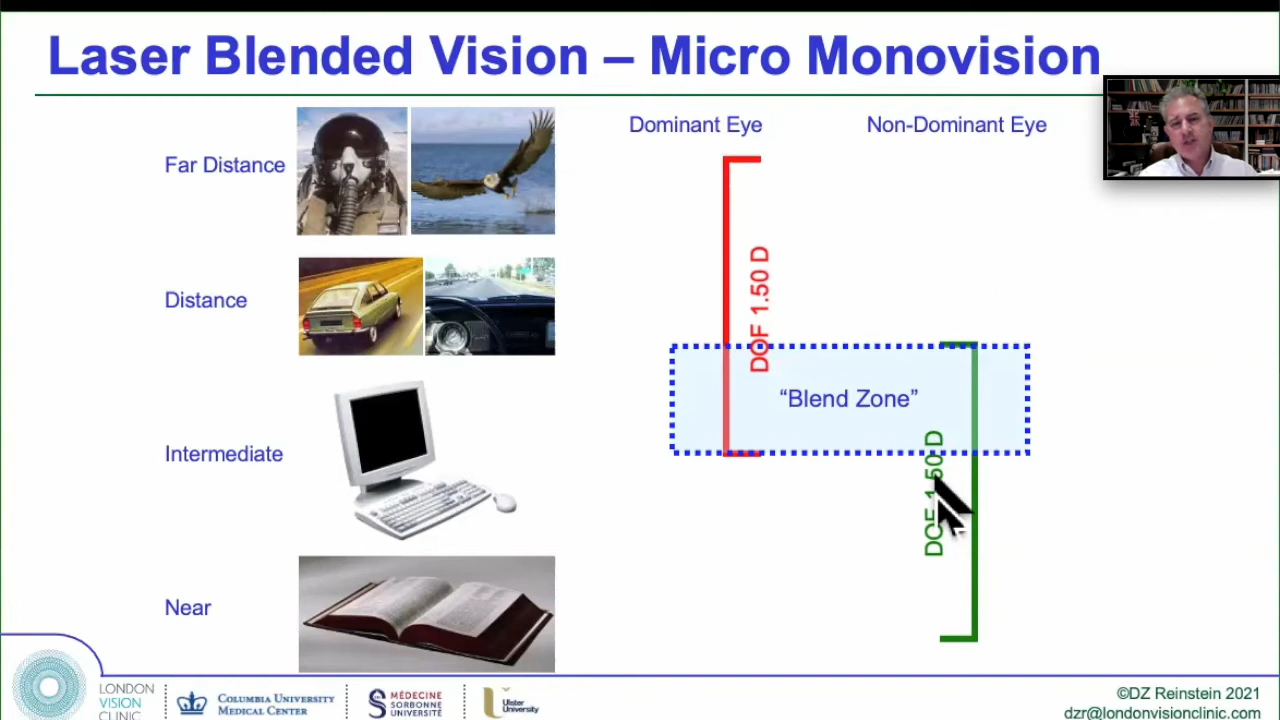 Laser Blended Vision – Micro Monovision
Dominant Eye
Non-Dominant Eye
Far Distance
Distance
Intermediate
Near
DOF 1.50 D
“Blend Zone”
DOF 1.50 D
LONDON
VISION
CLINIC
COLUMBIA UNIVERSITY
MEDICAL CENTER
MÉDECINE
SORBONNE
UNIVERSITÉ
Ulster
University
©DZ Reinstein 2021
dzr@londonvisionclinic.com